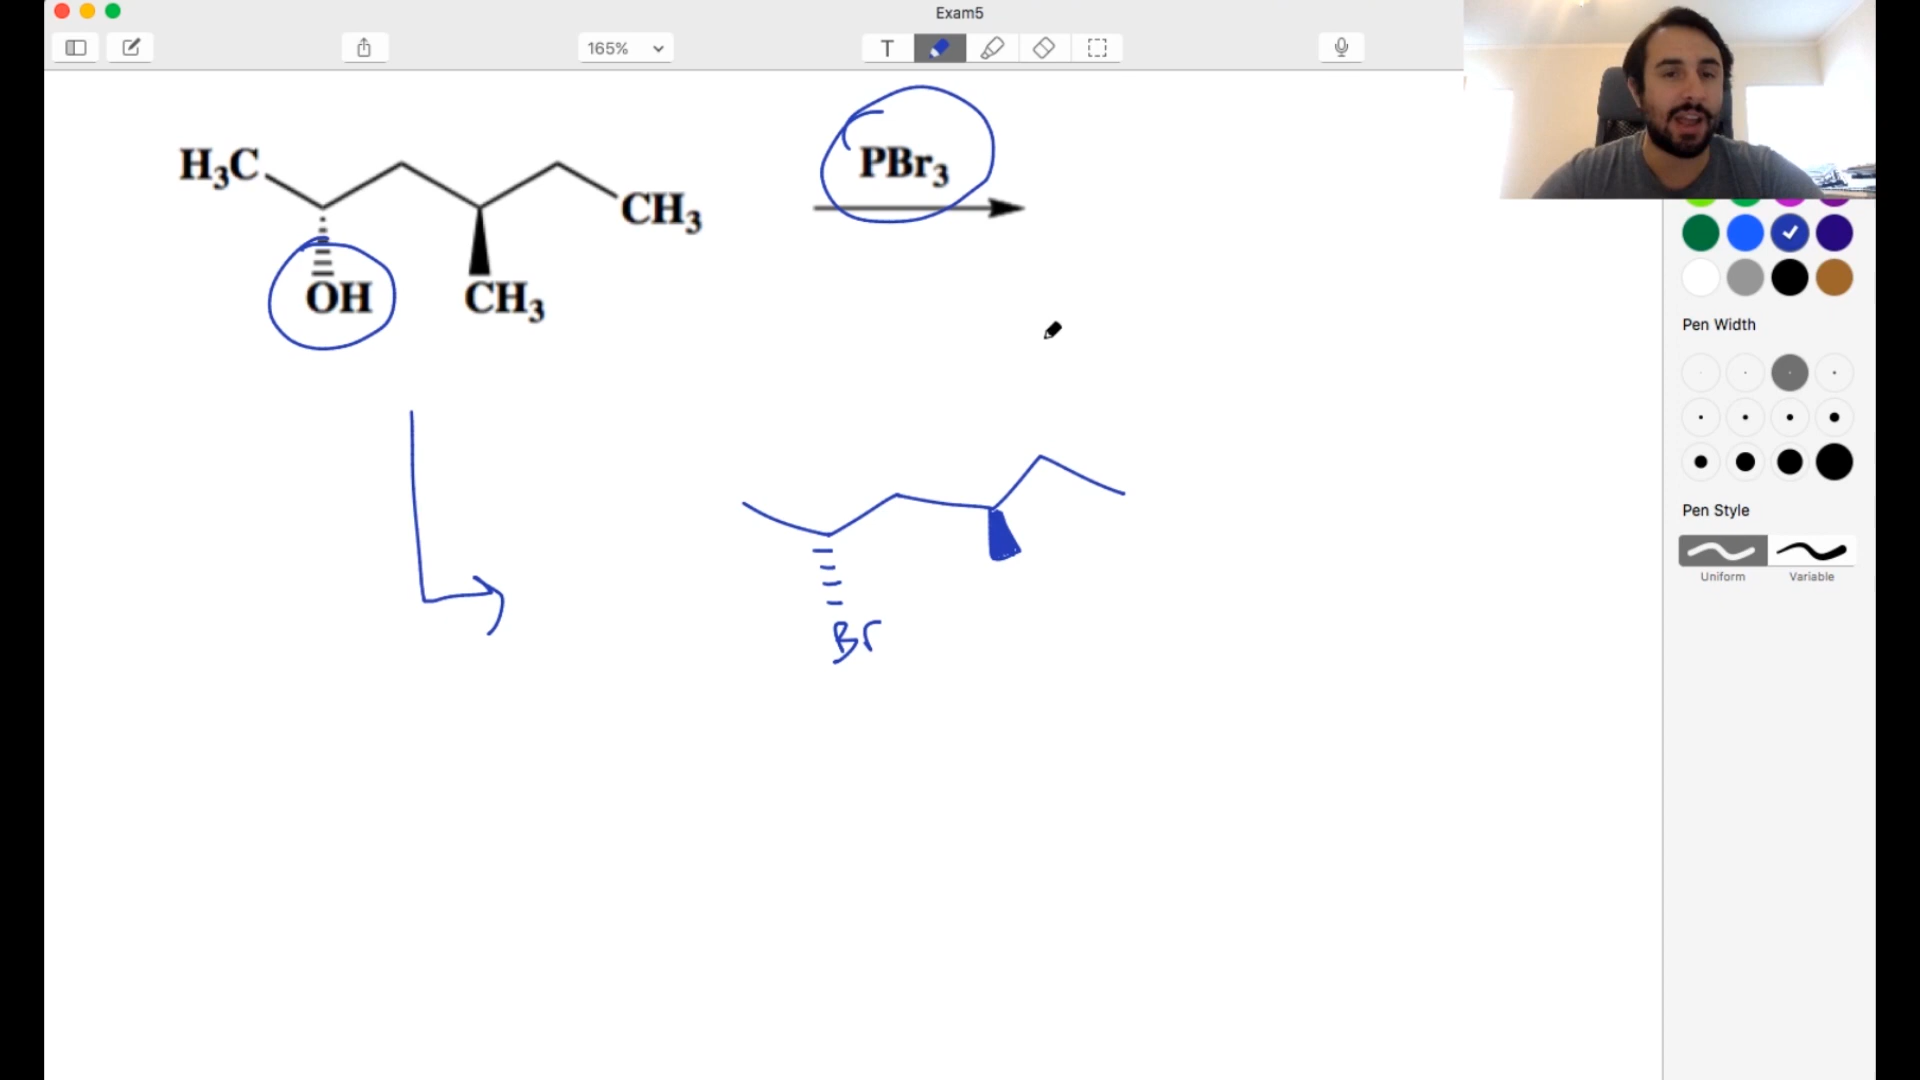 Exam5
165%
T
PBr₃
H₃C
CH₃
OH
CH₃
Br
Pen Width
Pen Style
Uniform
Variable